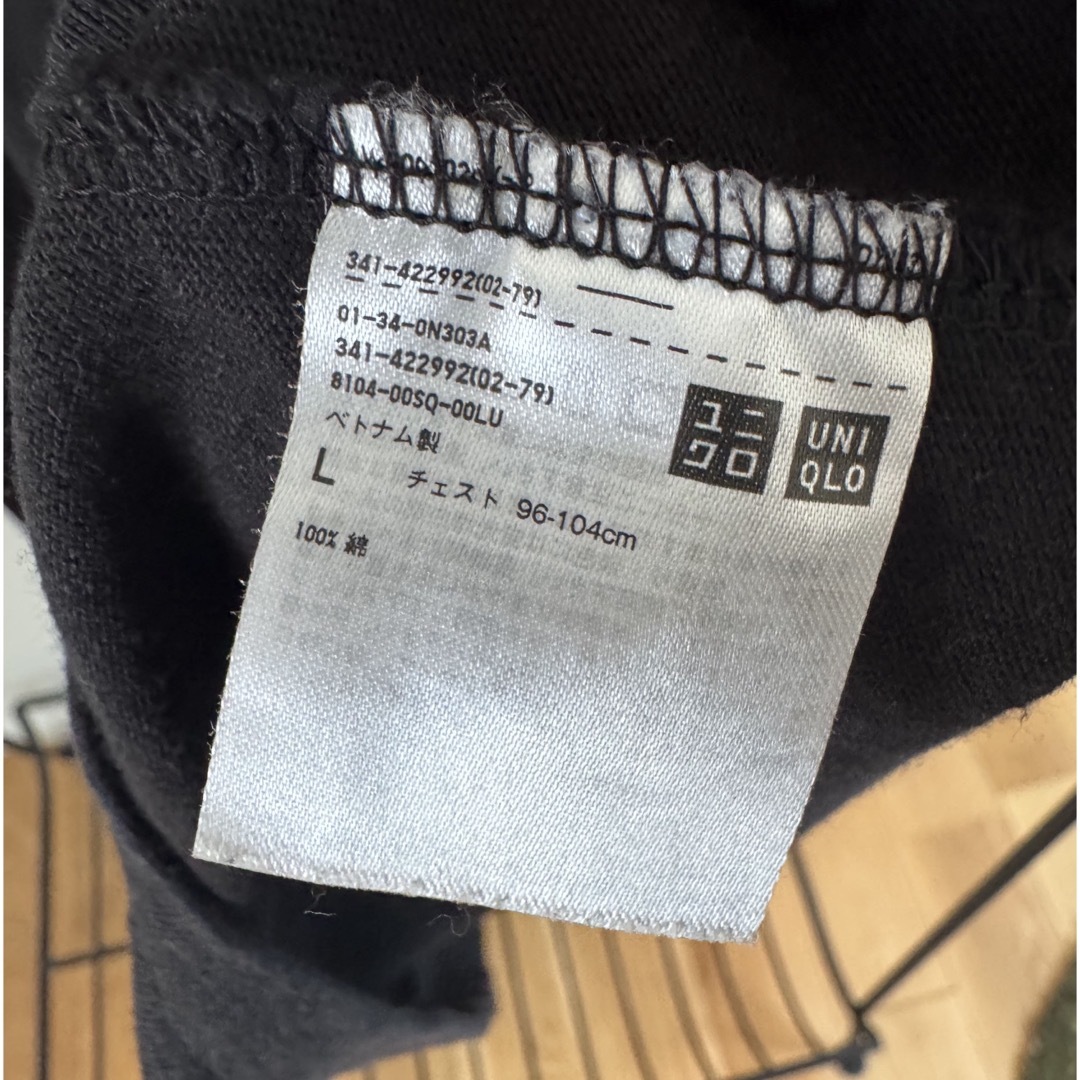 341-422992(02-79)
01-34-0N303A
341-422992(02-79)
8104-00SQ-00LU
ベトナム製
L チェスト 96-104cm
100% 綿
ユニ
クロ
UNI
QLO